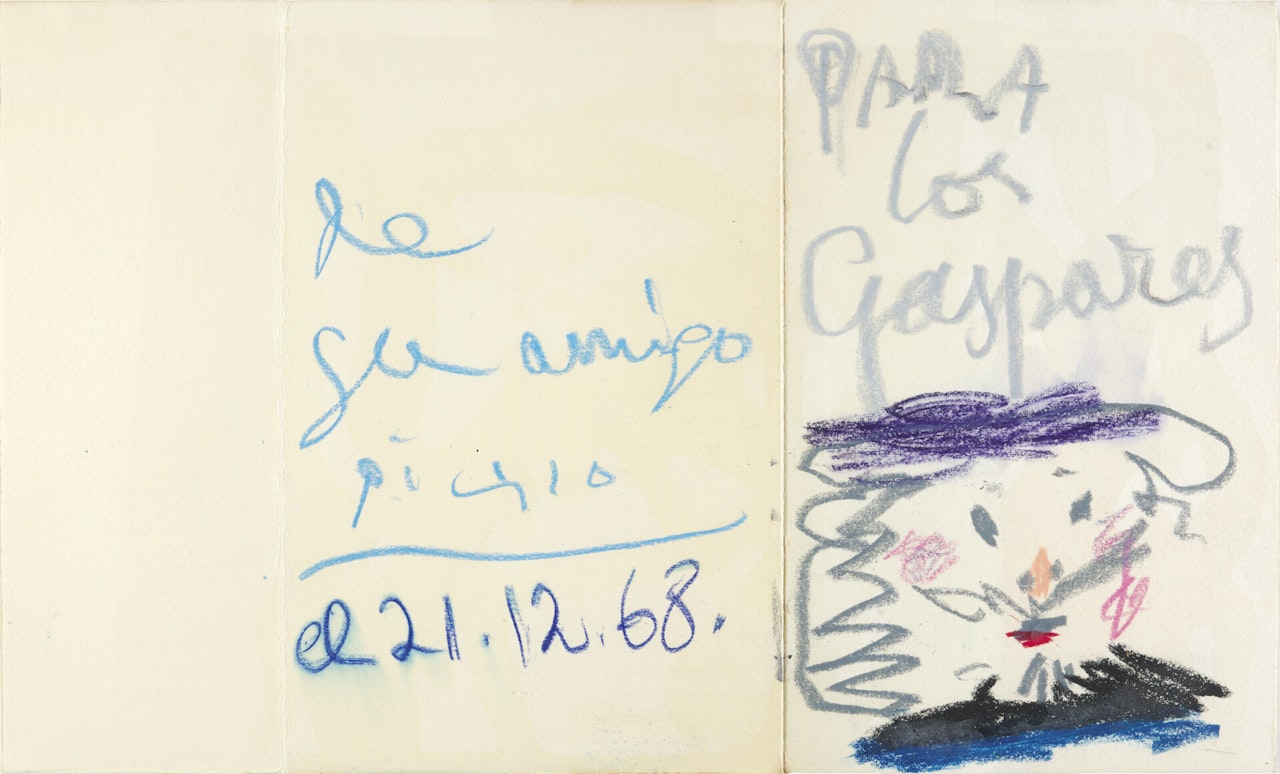 de
su amigo
Picasso
el 21.12.68.
PARA
los
Gaspares